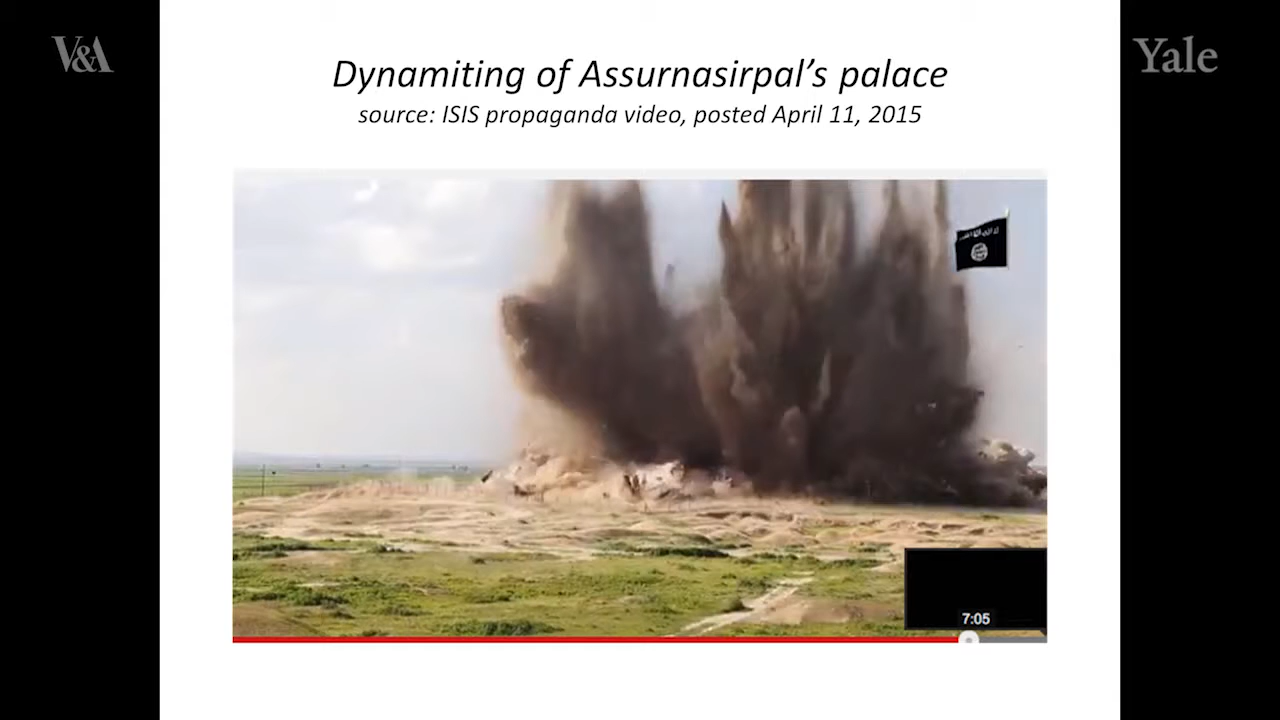 V&A
Yale
Dynamiting of Assurnasirpal's palace
source: ISIS propaganda video, posted April 11, 2015
7:05